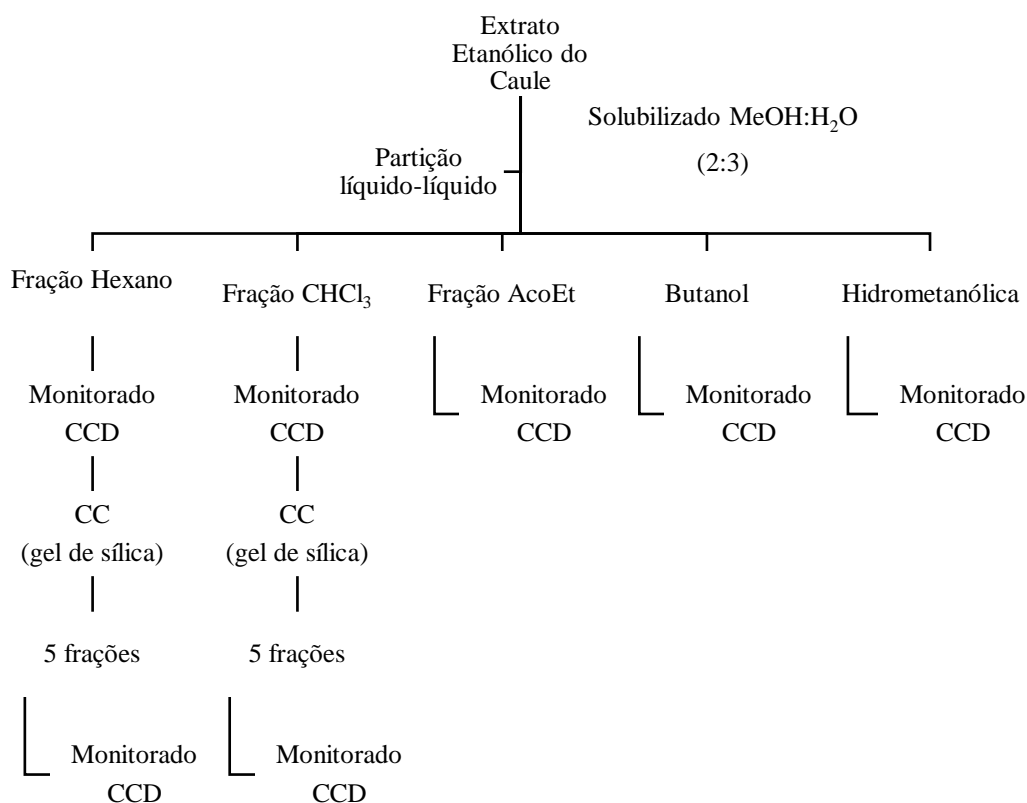 Extrato
Etanólico do
Caule
Solubilizado MeOH:H₂O
(2:3)
Partição
líquido-líquido
Fração Hexano
Fração CHCl₃
Fração AcoEt
Butanol
Hidrometanólica
Monitorado
CCD
Monitorado
CCD
Monitorado
CCD
Monitorado
CCD
Monitorado
CCD
CC
(gel de sílica)
CC
(gel de sílica)
5 frações
5 frações
Monitorado
CCD
Monitorado
CCD